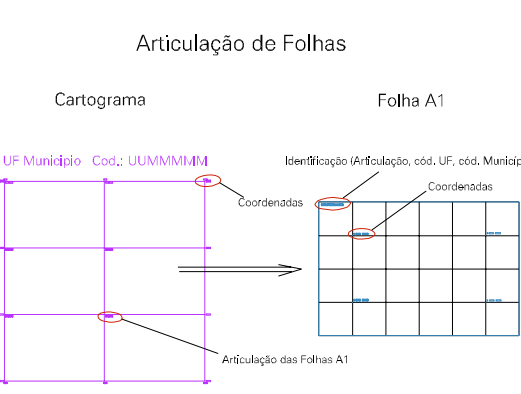 Articulação de Folhas
Cartograma
Folha A1
UF Municipio Cod.: UUMMMMM
Identificação (Articulação, cód. UF, cód.
Coordenadas
Coordenadas
Articulação das Folhas A1